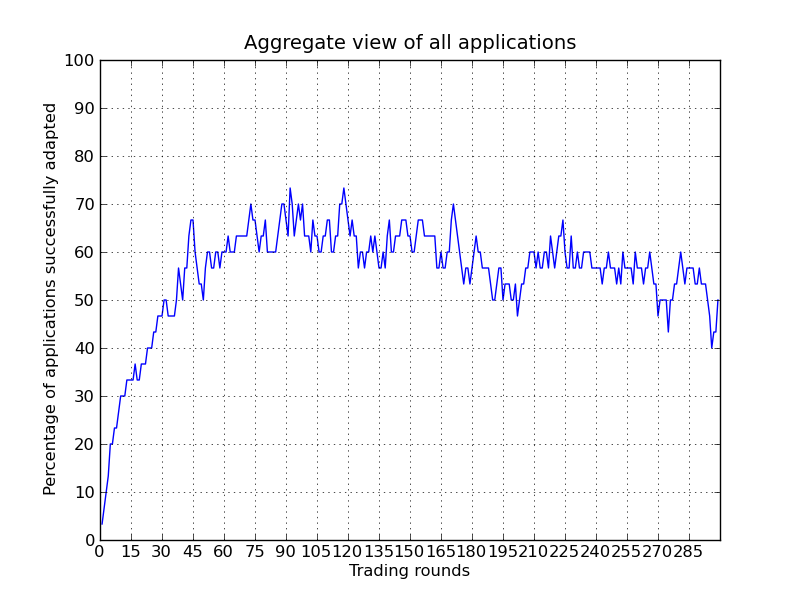 Aggregate view of all applications
100
90
80
70
60
50
40
30
20
10
0
Percentage of applications successfully adapted
0 15 30 45 60 75 90 105 120 135 150 165 180 195 210 225 240 255 270 285
Trading rounds